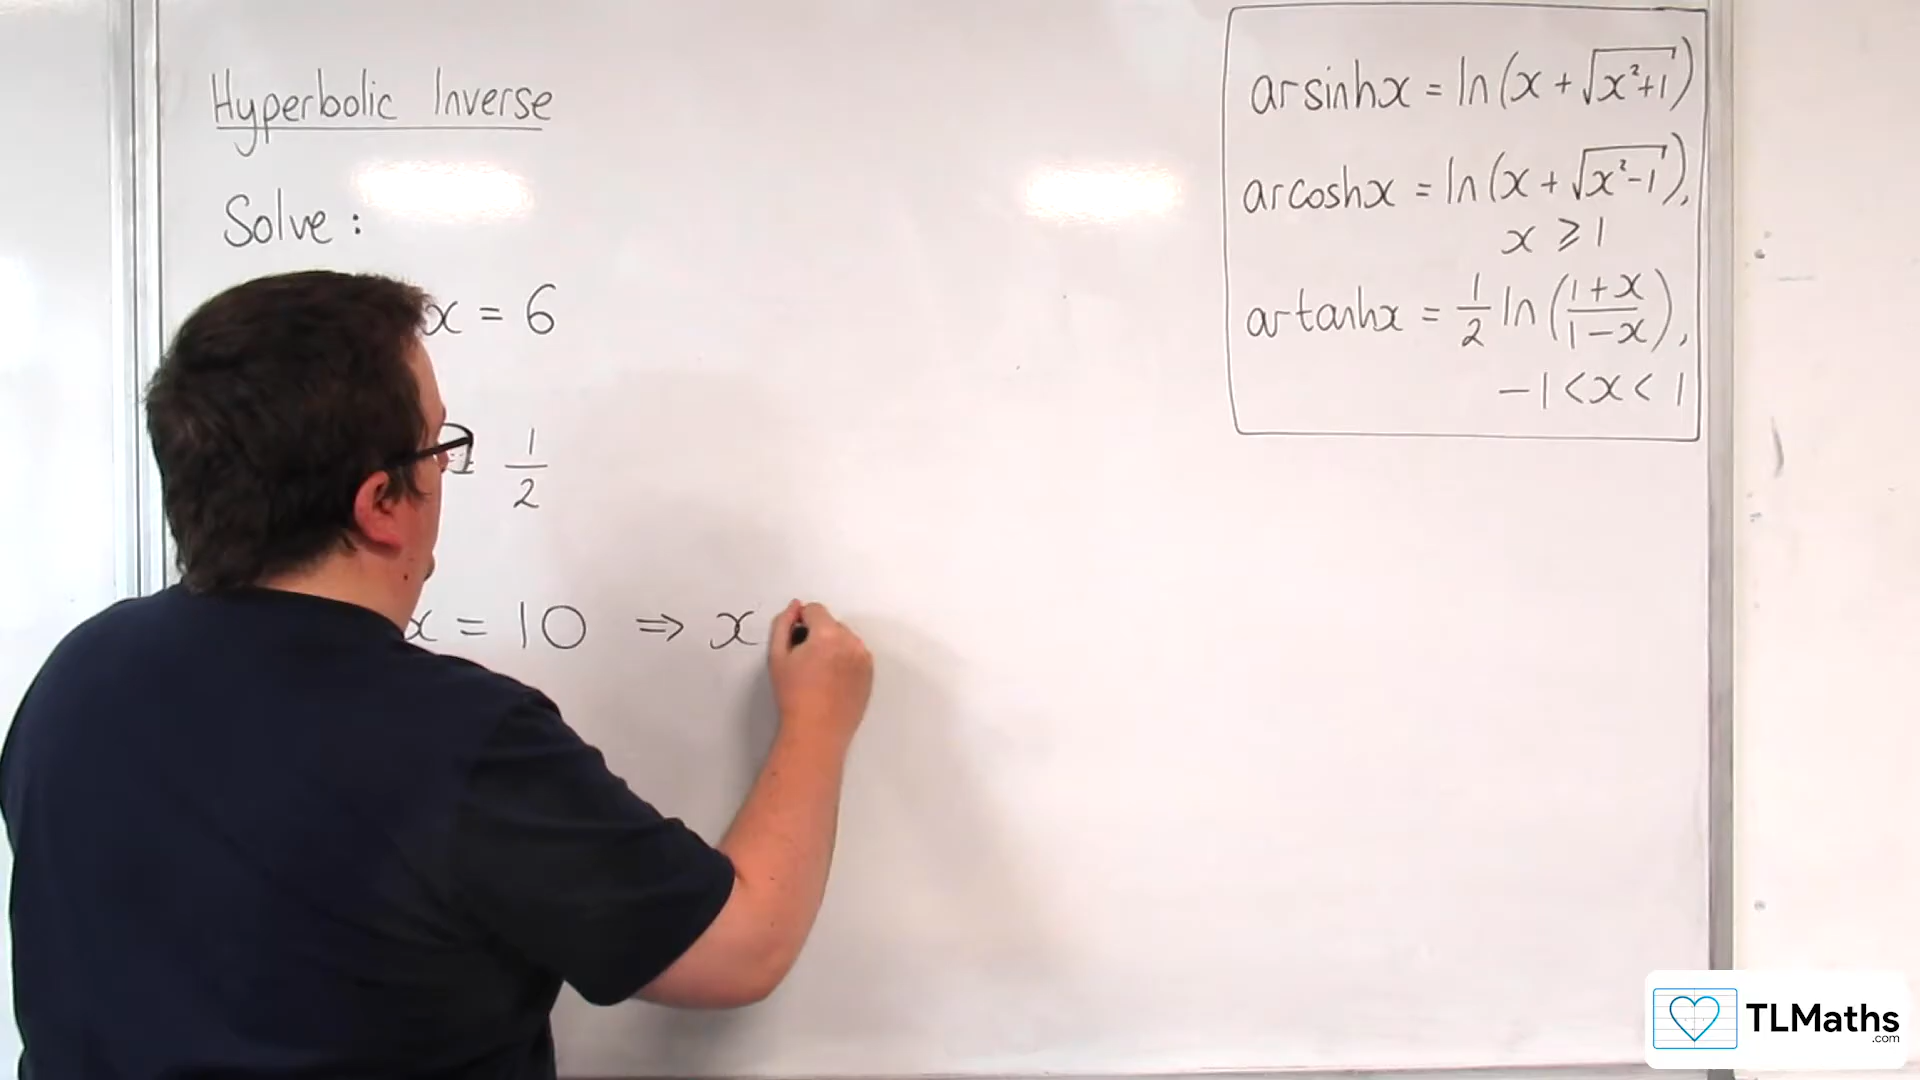 Hyperbolic Inverse
Solve :
x = 6
= 1/2
x = 10 ⇒ x
arsinhx = ln(x + √(x²+1))
arcoshx = ln(x + √(x²-1)),
x ⩾ 1
artanhx = 1/2 ln((1+x)/(1-x)),
-1 < x < 1
TLMaths
.com